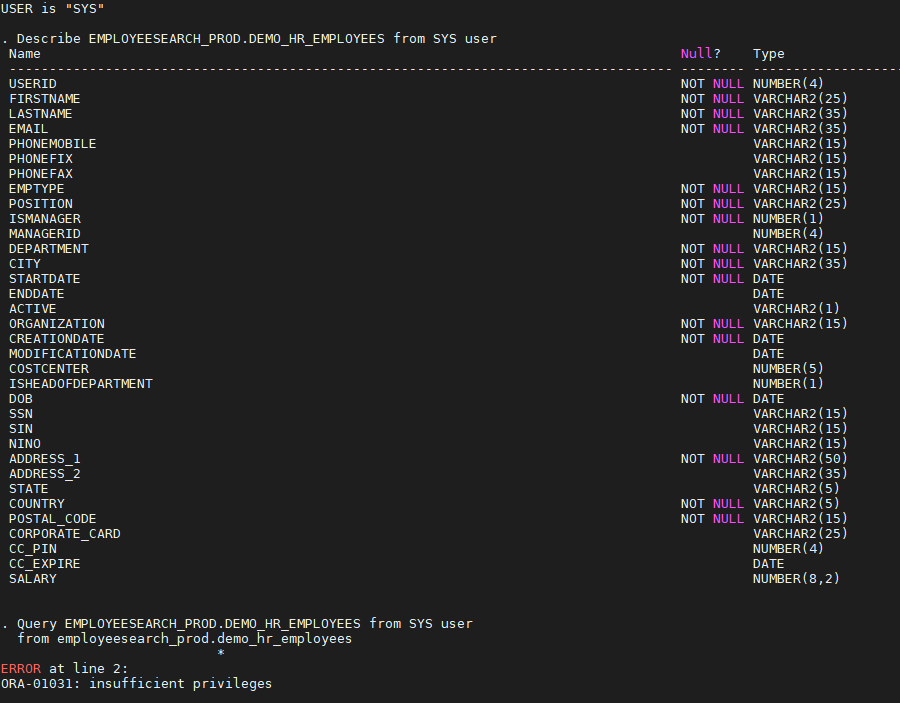 USER is "SYS"
. Describe EMPLOYEESEARCH_PROD.DEMO_HR_EMPLOYEES from SYS user
Name Null? Type
----------------------------------------------------------------------------------- -------- ------------------
USERID NOT NULL NUMBER(4)
FIRSTNAME NOT NULL VARCHAR2(25)
LASTNAME NOT NULL VARCHAR2(35)
EMAIL NOT NULL VARCHAR2(35)
PHONEMOBILE VARCHAR2(15)
PHONEFIX VARCHAR2(15)
PHONEFAX VARCHAR2(15)
EMPTYPE NOT NULL VARCHAR2(15)
POSITION NOT NULL VARCHAR2(25)
ISMANAGER NOT NULL NUMBER(1)
MANAGERID NUMBER(4)
DEPARTMENT NOT NULL VARCHAR2(15)
CITY NOT NULL VARCHAR2(35)
STARTDATE NOT NULL DATE
ENDDATE DATE
ACTIVE VARCHAR2(1)
ORGANIZATION NOT NULL VARCHAR2(15)
CREATIONDATE NOT NULL DATE
MODIFICATIONDATE DATE
COSTCENTER NUMBER(5)
ISHEADOFDEPARTMENT NUMBER(1)
DOB NOT NULL DATE
SSN VARCHAR2(15)
SIN VARCHAR2(15)
NINO VARCHAR2(15)
ADDRESS_1 NOT NULL VARCHAR2(50)
ADDRESS_2 VARCHAR2(35)
STATE VARCHAR2(5)
COUNTRY NOT NULL VARCHAR2(5)
POSTAL_CODE NOT NULL VARCHAR2(15)
CORPORATE_CARD VARCHAR2(25)
CC_PIN NUMBER(4)
CC_EXPIRE DATE
SALARY NUMBER(8,2)
. Query EMPLOYEESEARCH_PROD.DEMO_HR_EMPLOYEES from SYS user
from employeesearch_prod.demo_hr_employees
*
ERROR at line 2:
ORA-01031: insufficient privileges